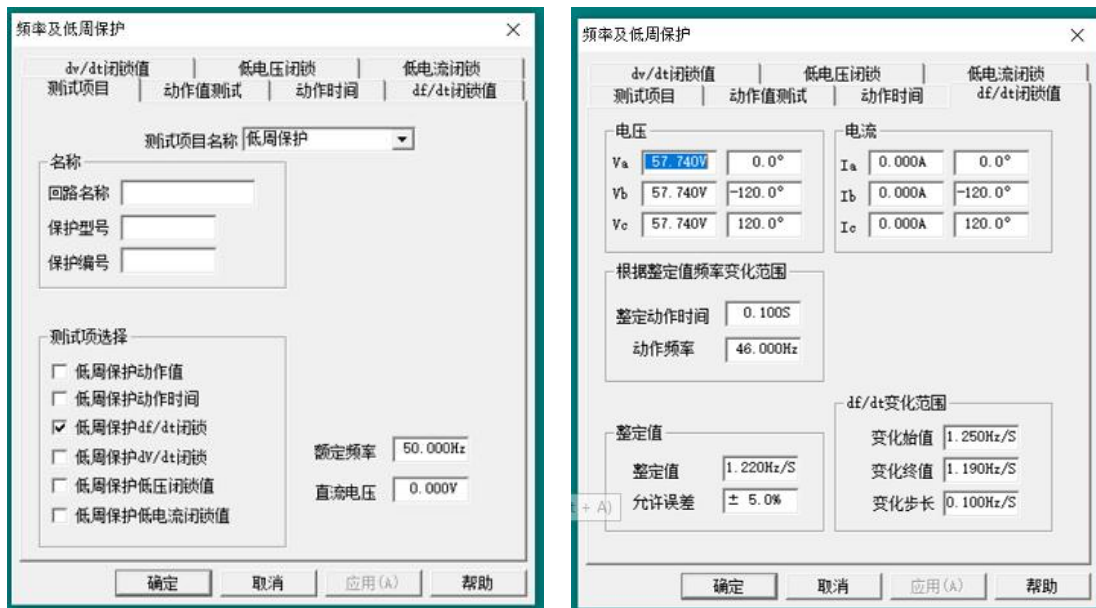 频率及低周保护
dv/dt闭锁值
低电压闭锁
低电流闭锁
测试项目
动作值测试
动作时间
df/dt闭锁值
测试项目名称 低周保护
名称
回路名称
保护型号
保护编号
测试项选择
低周保护动作值
低周保护动作时间
低周保护df/dt闭锁
低周保护dV/dt闭锁
低周保护低压闭锁值
低周保护低电流闭锁值
额定频率 50.000Hz
直流电压 0.000V
确定
取消
应用(A)
帮助
频率及低周保护
dv/dt闭锁值
低电压闭锁
低电流闭锁
测试项目
动作值测试
动作时间
df/dt闭锁值
电压
Va 57.740V 0.0°
Vb 57.740V -120.0°
Vc 57.740V 120.0°
电流
Ia 0.000A 0.0°
Ib 0.000A -120.0°
Ic 0.000A 120.0°
根据整定值频率变化范围
整定动作时间 0.100S
动作频率 46.000Hz
整定值
整定值 1.220Hz/S
允许误差 ± 5.0%
df/dt变化范围
变化始值 1.250Hz/S
变化终值 1.190Hz/S
变化步长 0.100Hz/S
+ A)
确定
取消
应用(A)
帮助